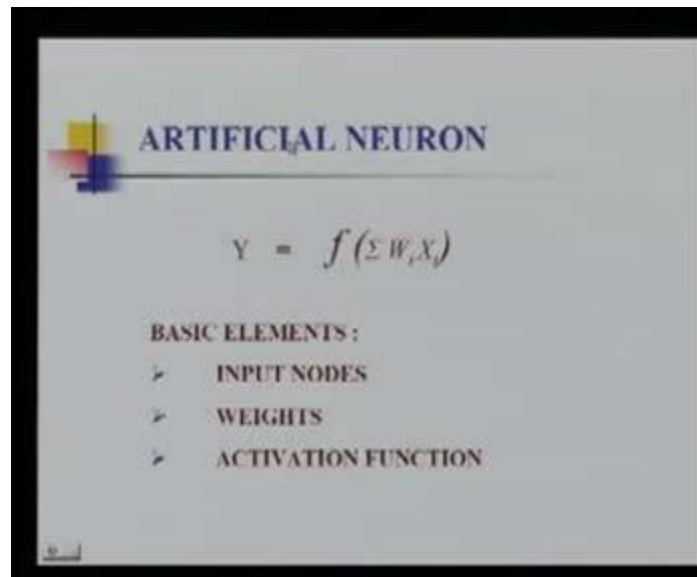 ARTIFICIAL NEURON
Y = f(Σ WᵢXᵢ)
BASIC ELEMENTS :
➢ INPUT NODES
➢ WEIGHTS
➢ ACTIVATION FUNCTION